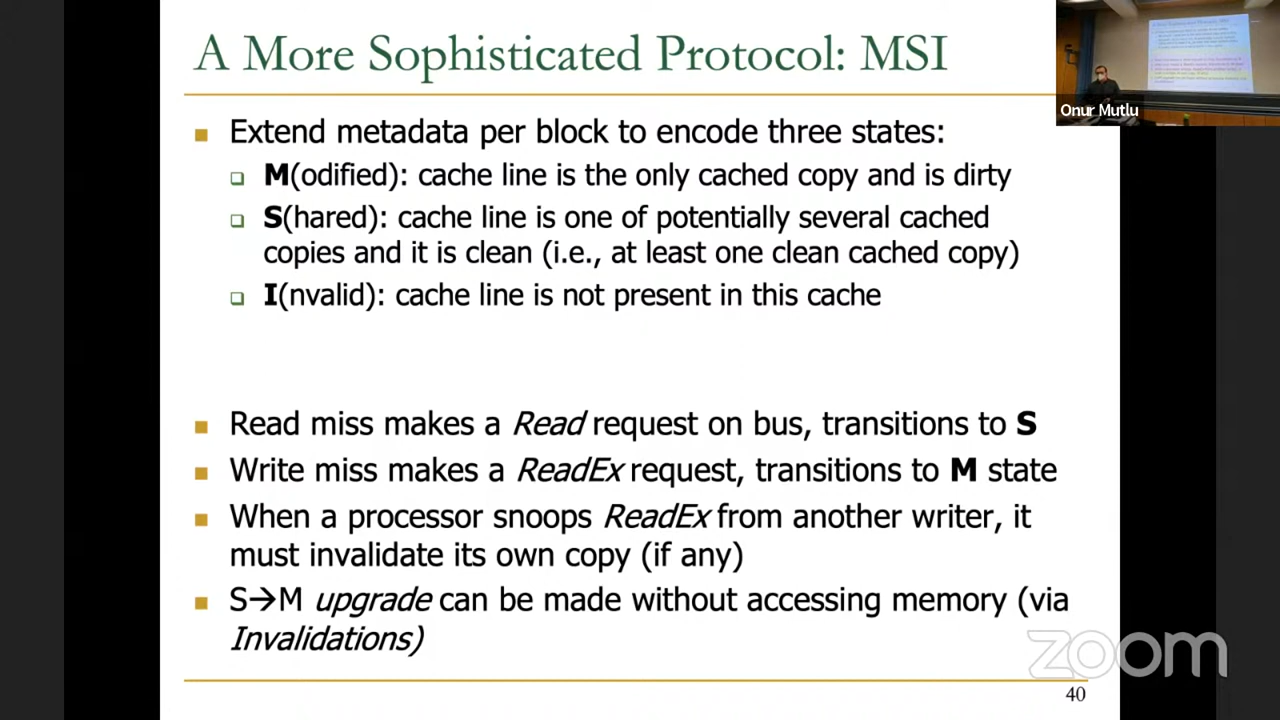 A More Sophisticated Protocol: MSI
Onur Mutlu
Extend metadata per block to encode three states:
M(odified): cache line is the only cached copy and is dirty
S(hared): cache line is one of potentially several cached
copies and it is clean (i.e., at least one clean cached copy)
I(nvalid): cache line is not present in this cache
Read miss makes a Read request on bus, transitions to S
Write miss makes a ReadEx request, transitions to M state
When a processor snoops ReadEx from another writer, it
must invalidate its own copy (if any)
S→M upgrade can be made without accessing memory (via
Invalidations)
zoom
40